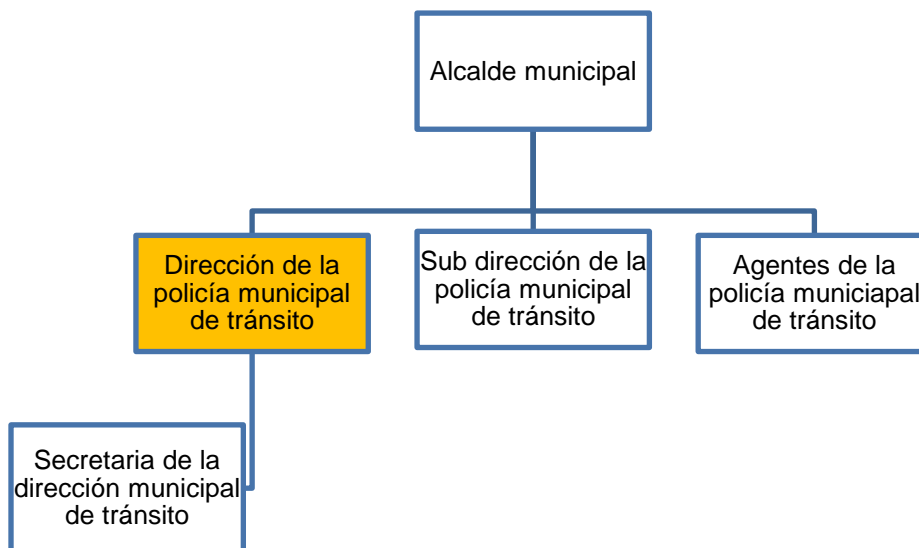 Alcalde municipal
Dirección de la
policía municipal
de tránsito
Sub dirección de la
policía municipal
de tránsito
Agentes de la
policía municiapal
de tránsito
Secretaria de la
dirección municipal
de tránsito